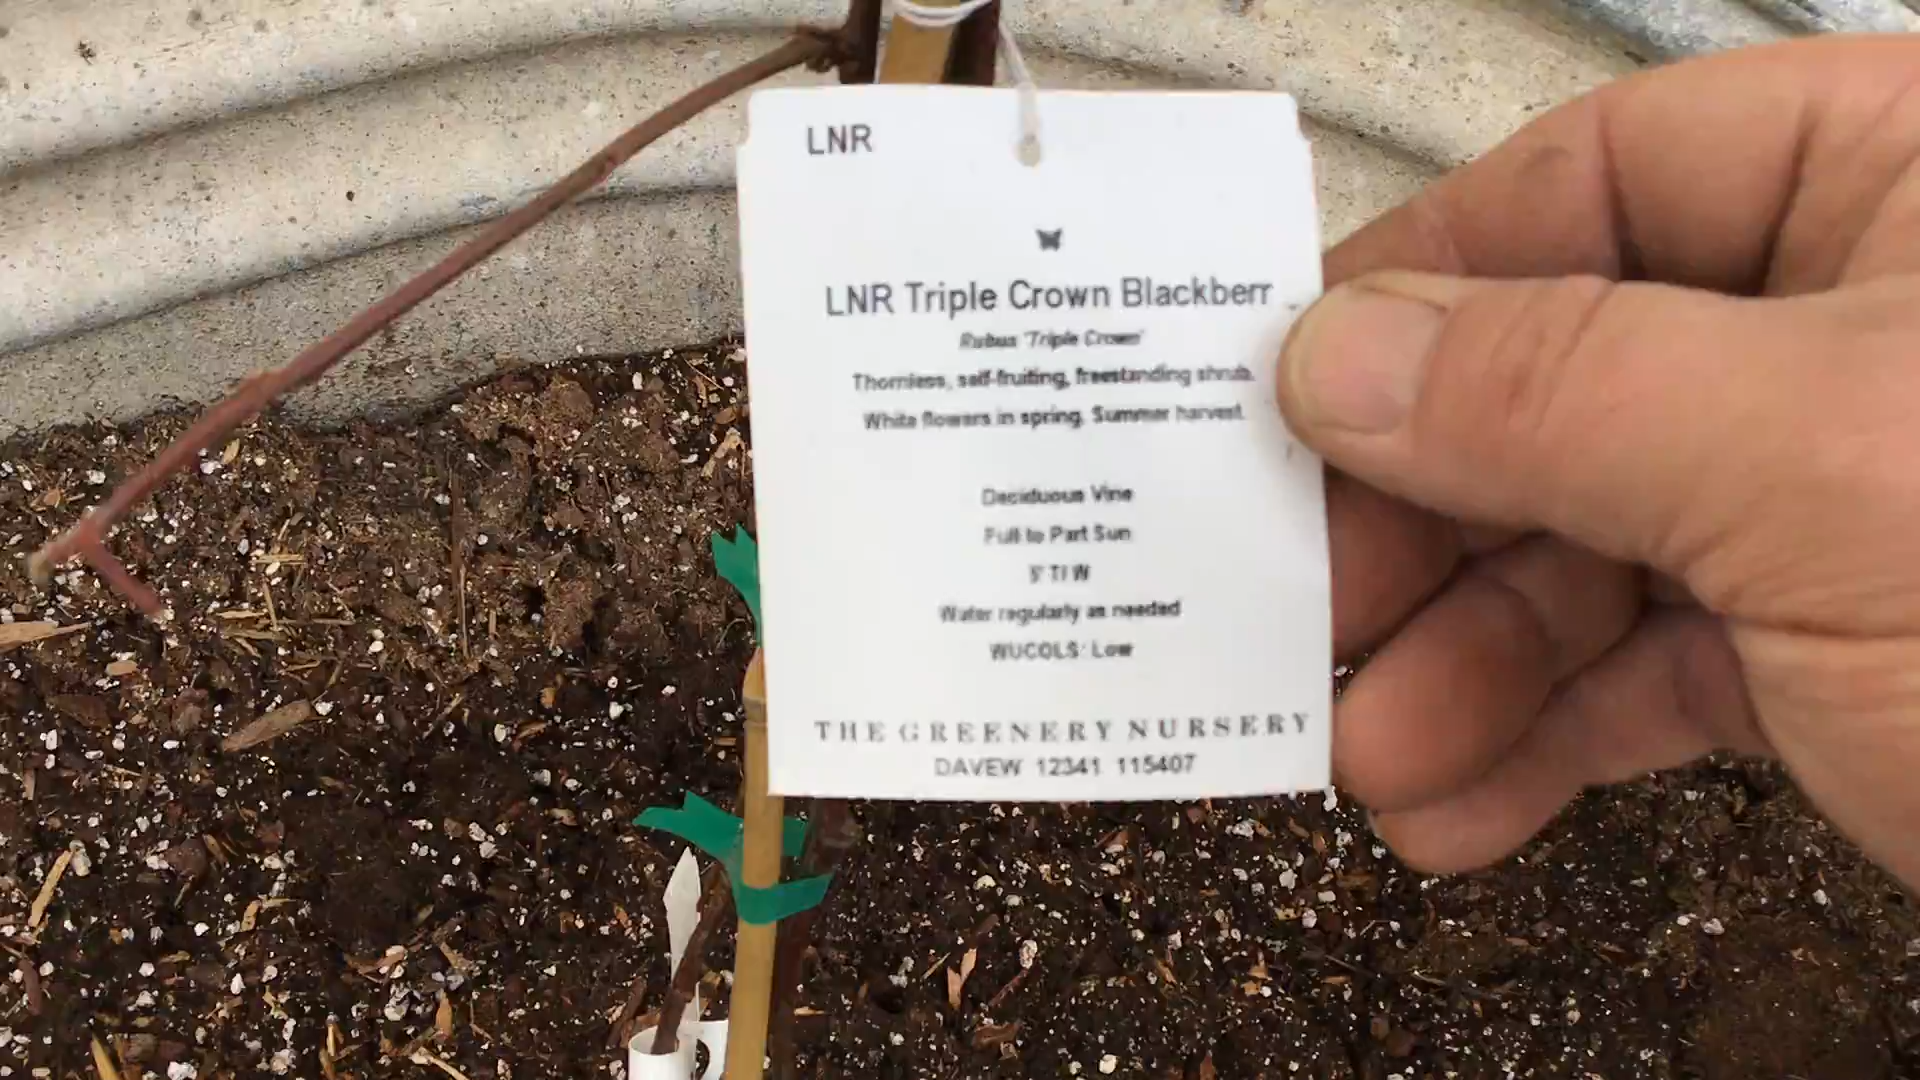 LNR
LNR Triple Crown Blackberr
Rubus 'Triple Crown'
Thornless, self-fruiting, freestanding shrub.
White flowers in spring. Summer harvest.
Deciduous Vine
Full to Part Sun
5' T/ W
Water regularly as needed
WUCOLS: Low
THE GREENERY NURSERY
DAVEW 12341 115407